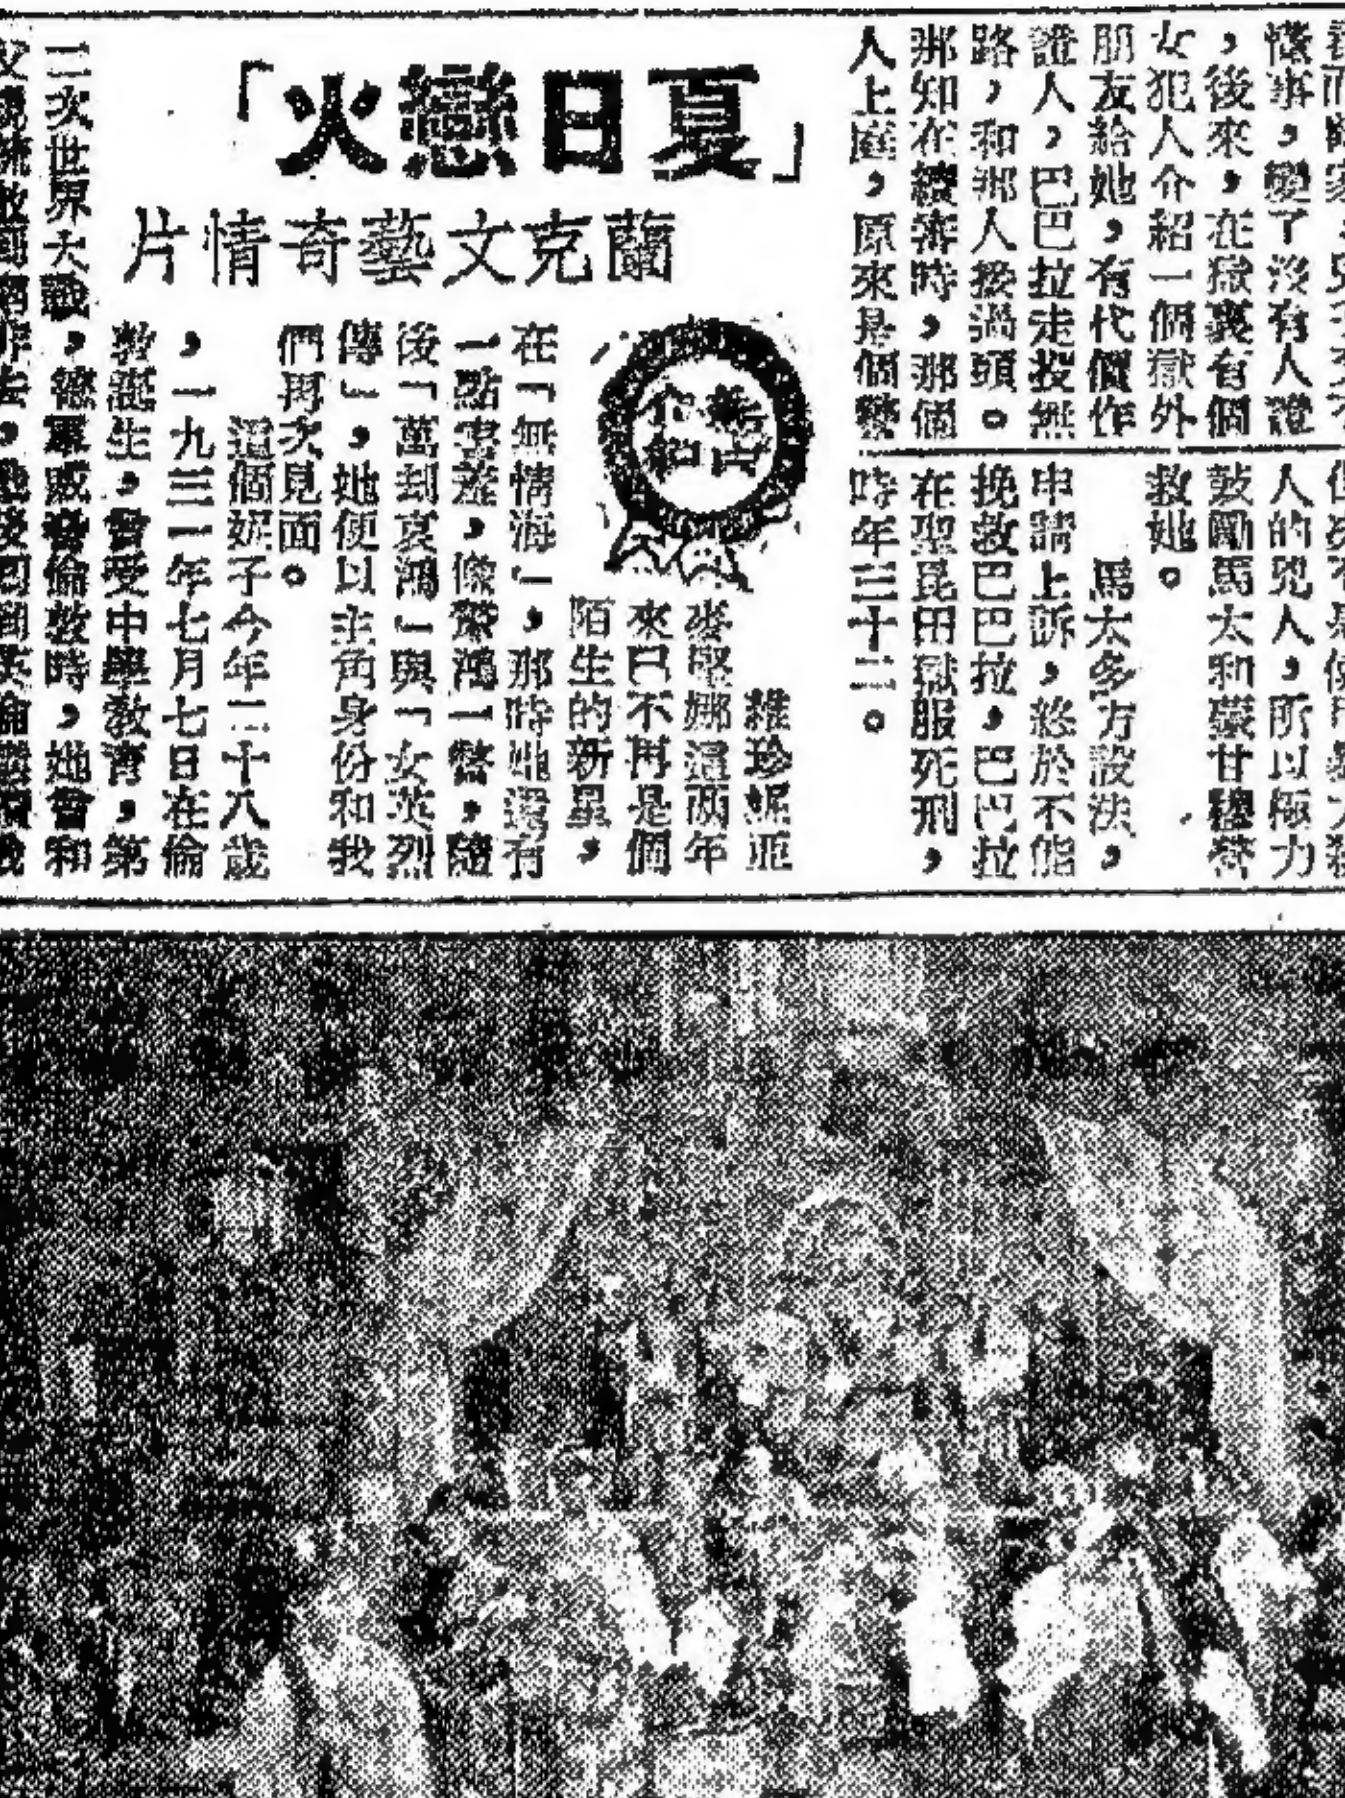 懷事，變了沒有人證
，後來，在獄裏有個
女犯人介紹一個獄外
朋友給她，有代價作
證人，巴巴拉走投無
路，和那人接過頭。
那知在續審時，那個
人上庭，原來是個警
人的兇人，所以極力
鼓勵馬太和蒙甘穆營
救她。
馬太多方設法，
申請上訴，終於不能
挽救巴巴拉，巴巴拉
在聖昆田獄服死刑，
時年三十二。
「夏日戀火」
蘭克文藝奇情片
維珍妮亞
麥堅娜這兩年
來已不再是個
陌生的新星，
在「無情海」，那時她還有
一點害羞，像驚鴻一瞥，隨
後「萬刦哀鴻」與「女英烈
傳」，她便以主角身份和我
們再次見面。
這個妮子今年二十八歲
，一九三一年七月七日在倫
敦誕生，曾受中學教育，第
二次世界大戰，德軍威脅倫敦時，她曾和